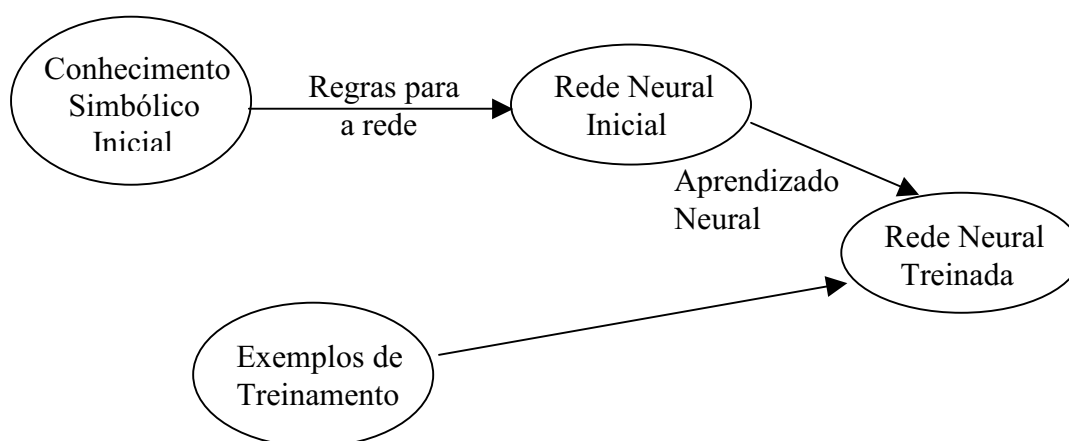 Conhecimento
Simbólico
Inicial
Regras para
a rede
Rede Neural
Inicial
Aprendizado
Neural
Rede Neural
Treinada
Exemplos de
Treinamento